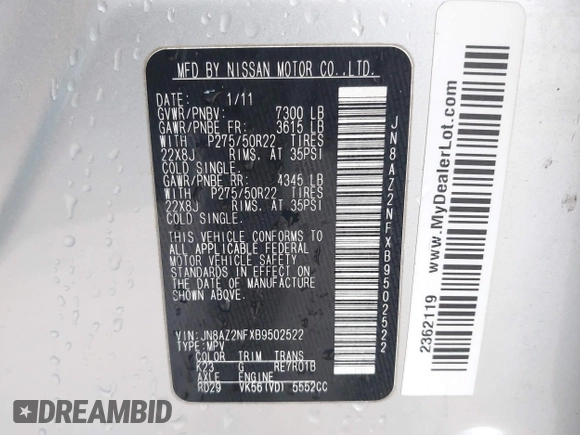 MFD BY NISSAN MOTOR CO.,LTD.
DATE: 1/11
GVWR/PNBV: 7300 LB
GAWR/PNBE FR: 3615 LB
WITH P275/50R22 TIRES
22X8J RIMS, AT 35PSI
COLD SINGLE.
GAWR/PNBE RR: 4345 LB
WITH P275/50R22 TIRES
22X8J RIMS, AT 35PSI
COLD SINGLE.
THIS VEHICLE CONFORMS TO
ALL APPLICABLE FEDERAL
MOTOR VEHICLE SAFETY
STANDARDS IN EFFECT ON
THE DATE OF MANUFACTURE
SHOWN ABOVE.
VIN: JN8AZ2NFXB9502522
TYPE: MPV
COLOR TRIM TRANS
K23 G RE7R01B
AXLE ENGINE
RD29 VK56(VD) 5552CC
JN8AZ2NFXB9502522
2362119 www.MyDealerLot.com
DREAMBID